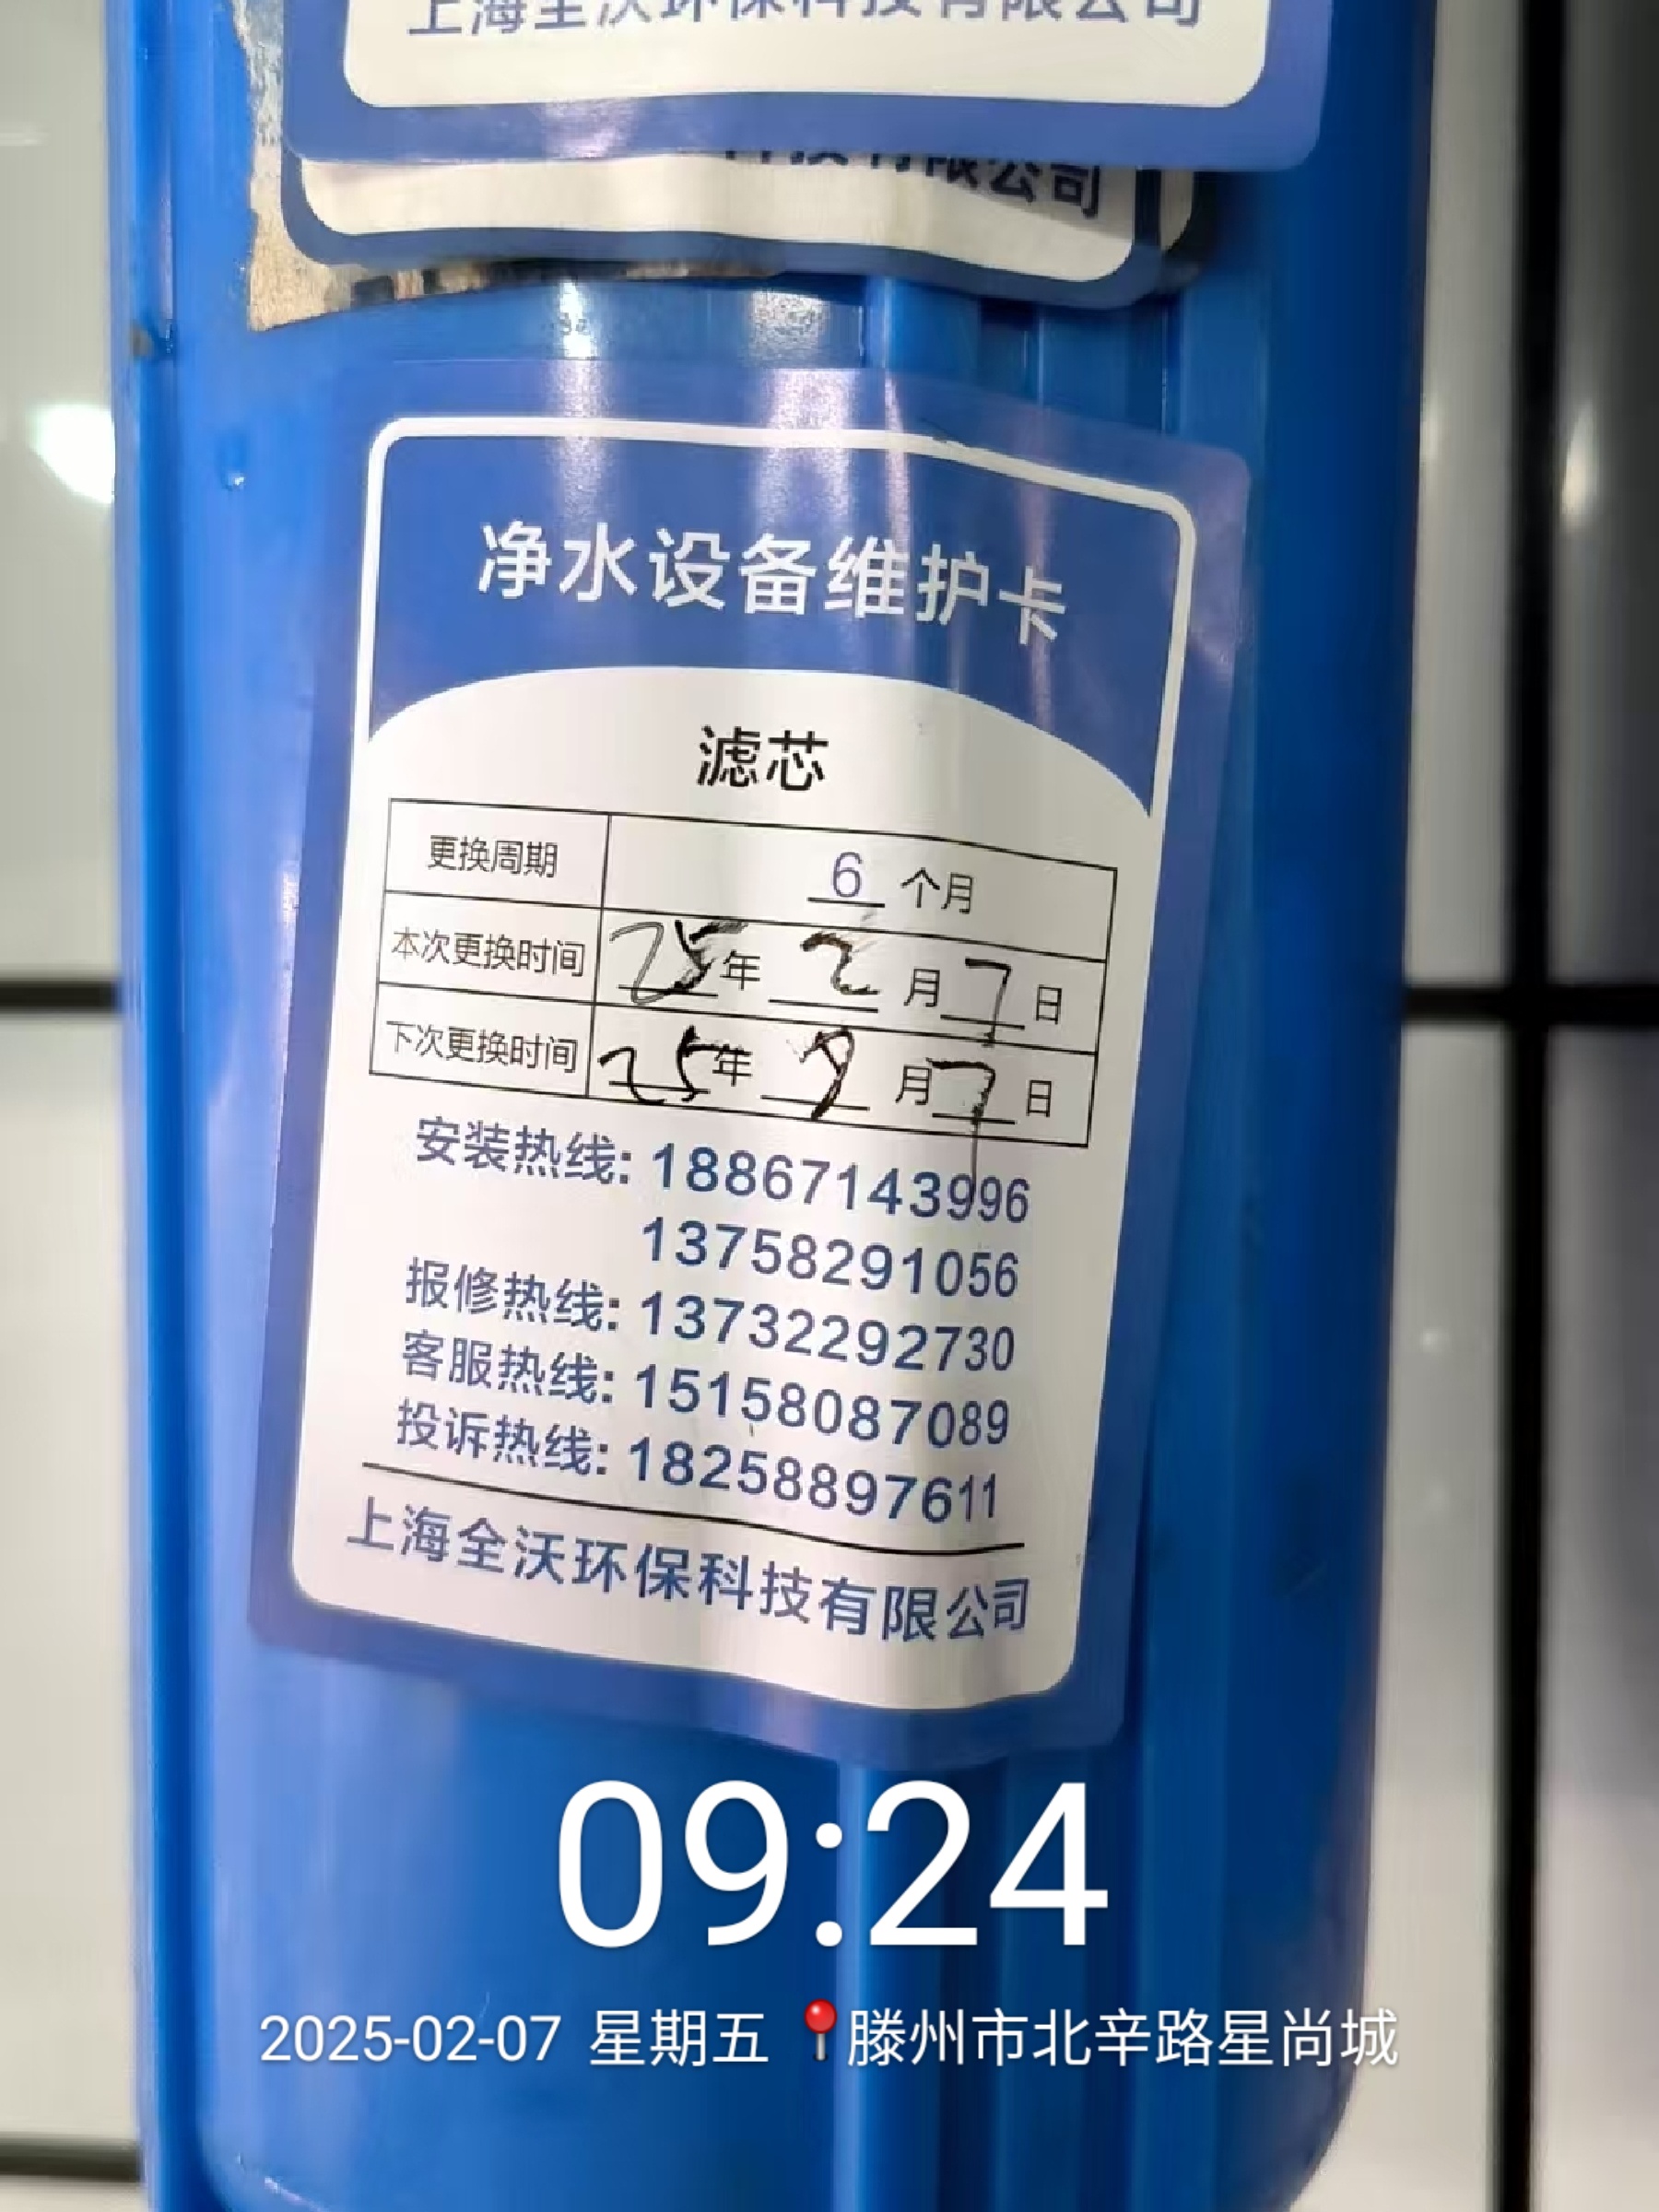 上海全沃环保科技有限公司
科技有限公司
净水设备维护卡
滤芯
更换周期 6 个月
本次更换时间 25年 2 月 7 日
下次更换时间 25年 9 月 7 日
安装热线: 18867143996
13758291056
报修热线: 13732292730
客服热线: 15158087089
投诉热线: 18258897611
上海全沃环保科技有限公司
09:24
2025-02-07 星期五 滕州市北辛路星尚城